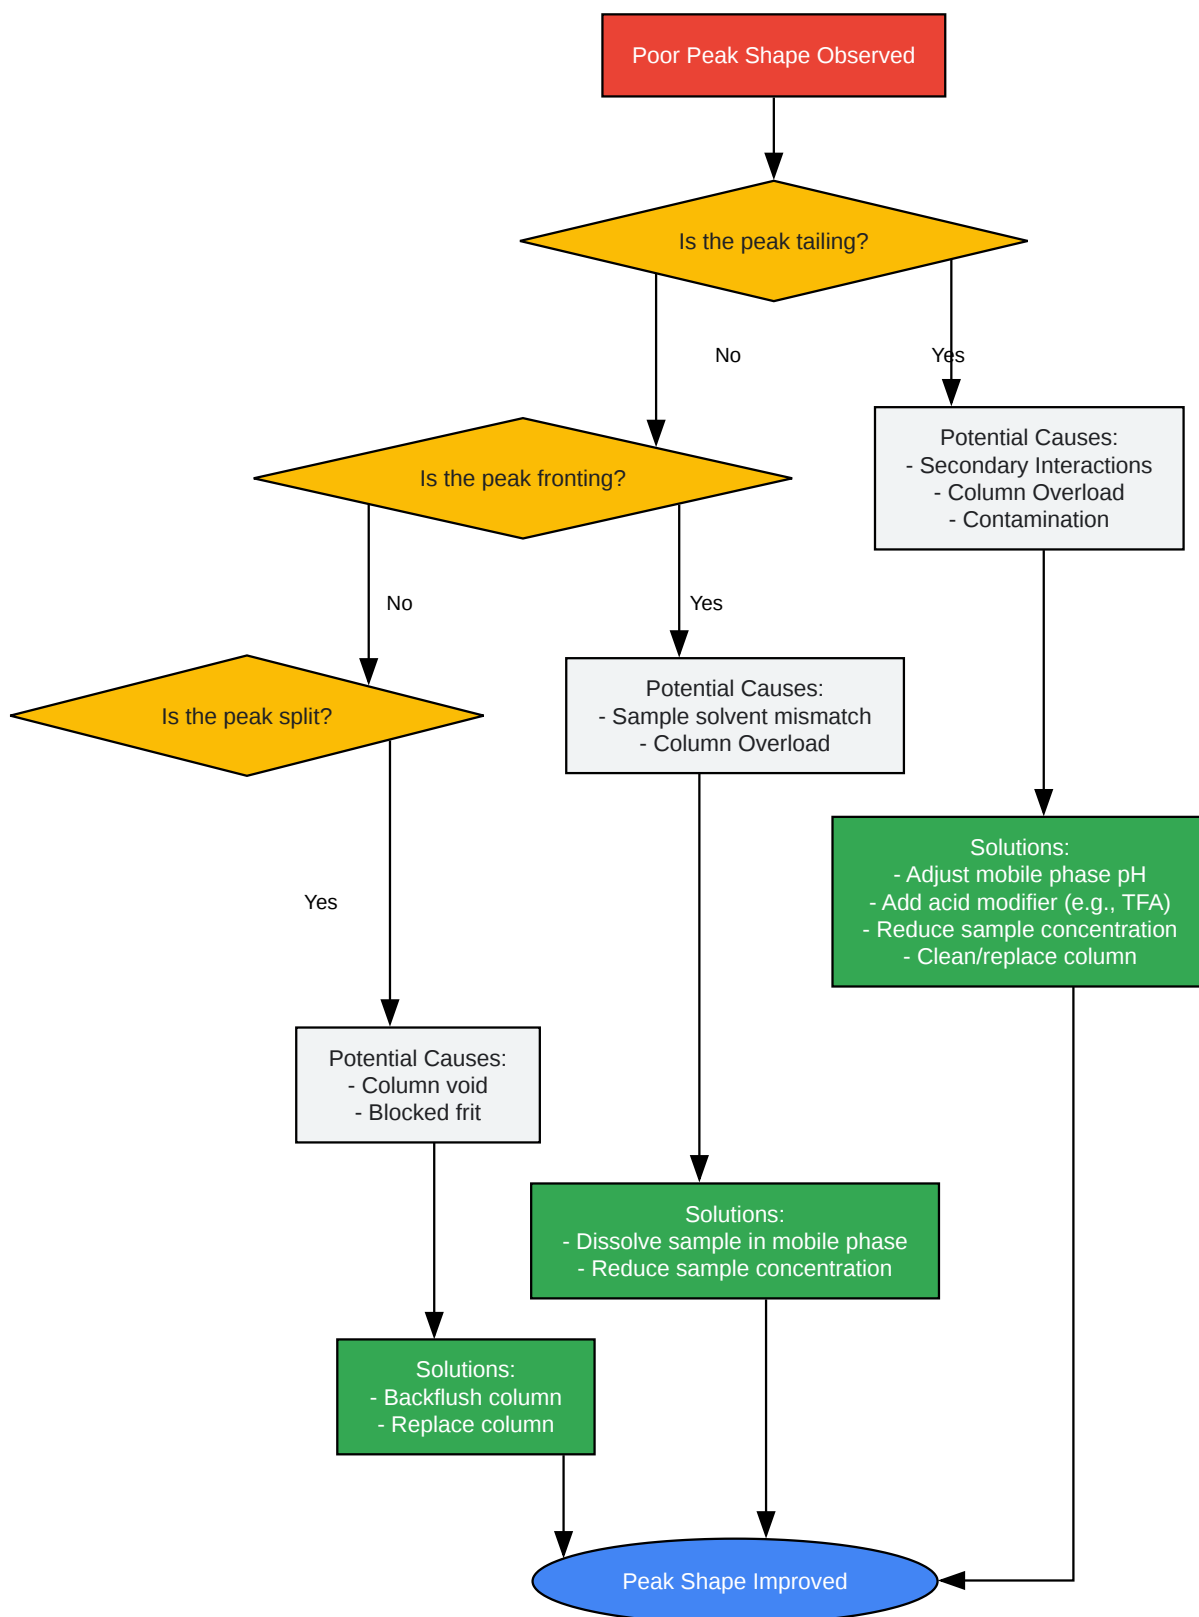 Poor Peak Shape Observed
Is the peak tailing?
No
Yes
Potential Causes:
- Secondary Interactions
- Column Overload
- Contamination
Is the peak fronting?
No
Yes
Potential Causes:
- Sample solvent mismatch
- Column Overload
Is the peak split?
Solutions:
- Adjust mobile phase pH
- Add acid modifier (e.g., TFA)
- Reduce sample concentration
- Clean/replace column
Yes
Potential Causes:
- Column void
- Blocked frit
Solutions:
- Dissolve sample in mobile phase
- Reduce sample concentration
Solutions:
- Backflush column
- Replace column
Peak Shape Improved